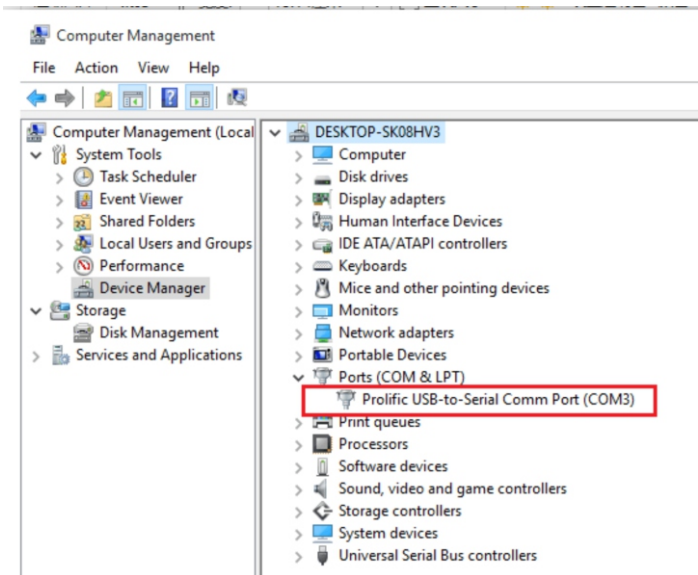 Computer Management
File Action View Help
Computer Management (Local
System Tools
Task Scheduler
Event Viewer
Shared Folders
Local Users and Groups
Performance
Device Manager
Storage
Disk Management
Services and Applications
DESKTOP-SK08HV3
Computer
Disk drives
Display adapters
Human Interface Devices
IDE ATA/ATAPI controllers
Keyboards
Mice and other pointing devices
Monitors
Network adapters
Portable Devices
Ports (COM & LPT)
Prolific USB-to-Serial Comm Port (COM3)
Print queues
Processors
Software devices
Sound, video and game controllers
Storage controllers
System devices
Universal Serial Bus controllers